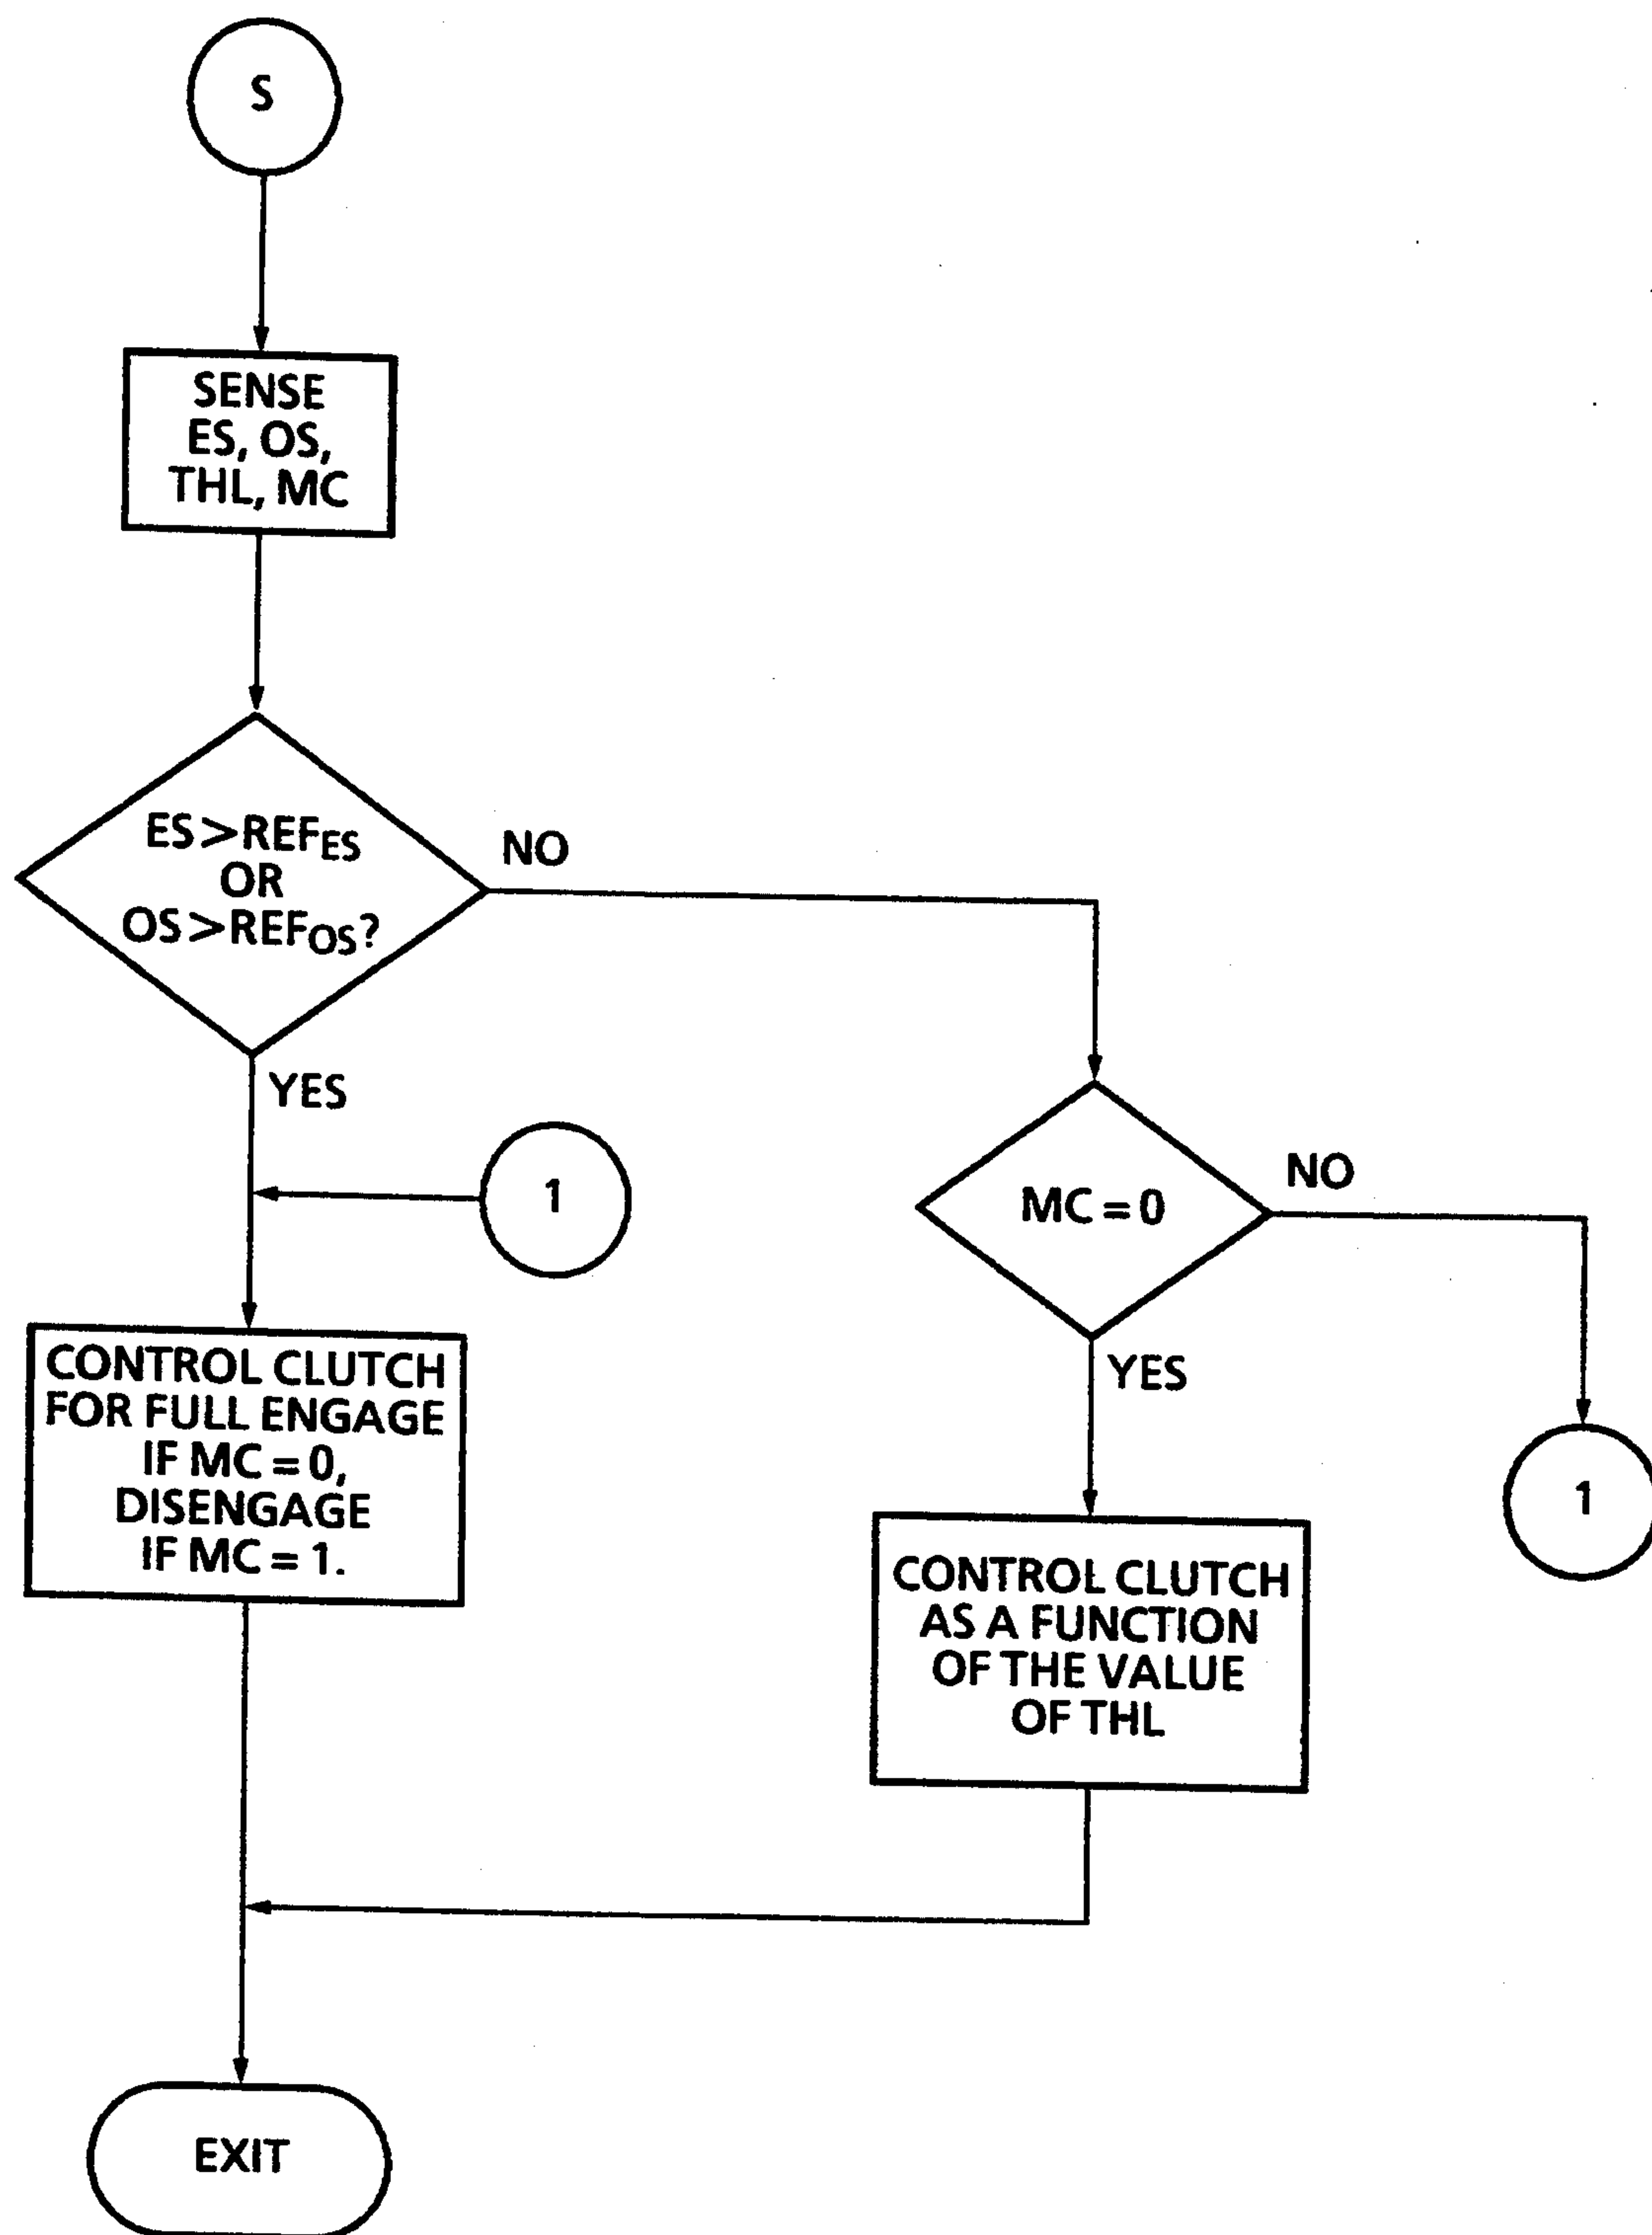 S
SENSE
ES, OS,
THL, MC
ES>REFES
OR
OS>REFOS?
NO
YES
1
MC=0
NO
YES
1
CONTROL CLUTCH
FOR FULL ENGAGE
IF MC=0,
DISENGAGE
IF MC=1.
CONTROL CLUTCH
AS A FUNCTION
OF THE VALUE
OF THL
EXIT